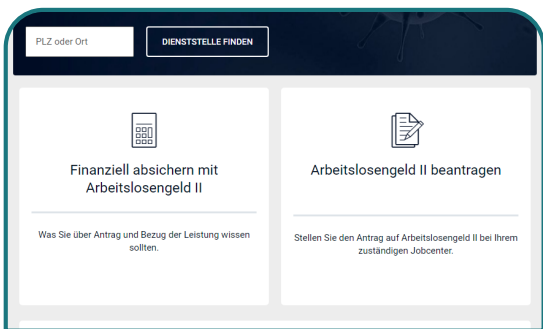 PLZ oder Ort
DIENSTSTELLE FINDEN
Finanziell absichern mit
Arbeitslosengeld II
Was Sie über Antrag und Bezug der Leistung wissen
sollten.
Arbeitslosengeld II beantragen
Stellen Sie den Antrag auf Arbeitslosengeld II bei Ihrem
zuständigen Jobcenter.